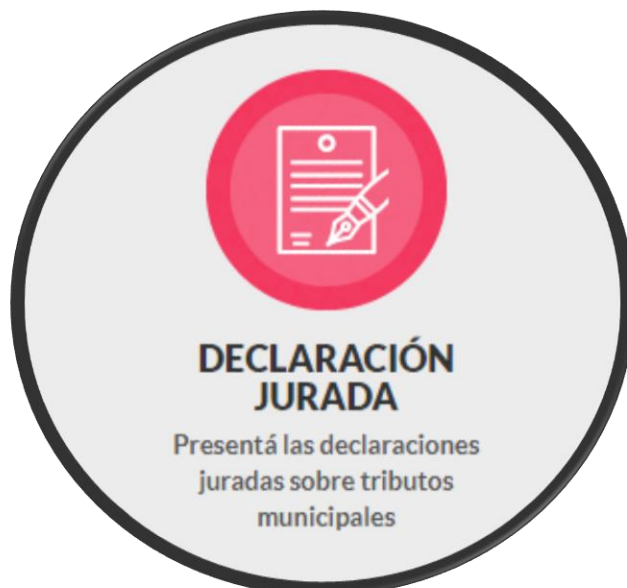 DECLARACIÓN
JURADA
Presentá las declaraciones
juradas sobre tributos
municipales